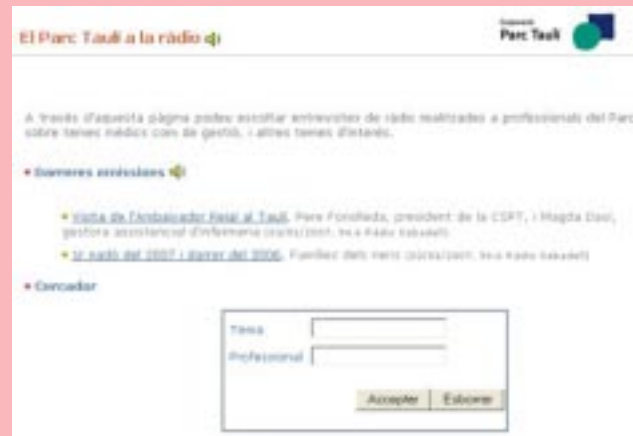 El Parc Taulí a la ràdio
Corporació
Parc Taulí
A través d'aquesta pàgina podeu escoltar entrevistes de ràdio realitzades a professionals del Parc
sobre temes mèdics com de gestió, i altres temes d'interès.
Darreres emissions
Visita de l'Ambaixador Reial al Taulí. Pere Fonolleda, president de la CSPT, i Magda
gestora assistencial d'infermeria
1r nadó del 2007 i darrer del 2006. Famílies dels nens
Cercador
Tema
Professional
Accepter
Esborrar